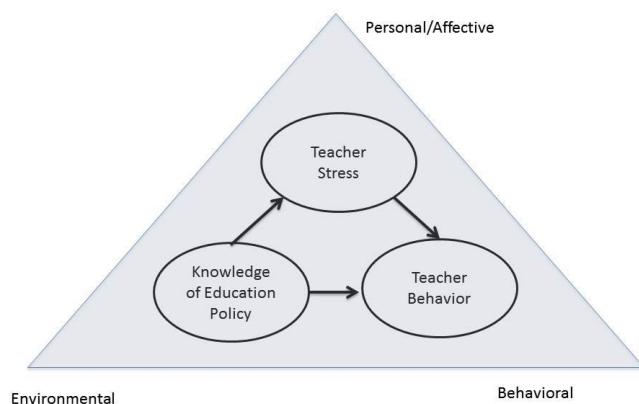 Personal/Affective
Teacher
Stress
Knowledge
of Education
Policy
Teacher
Behavior
Environmental
Behavioral